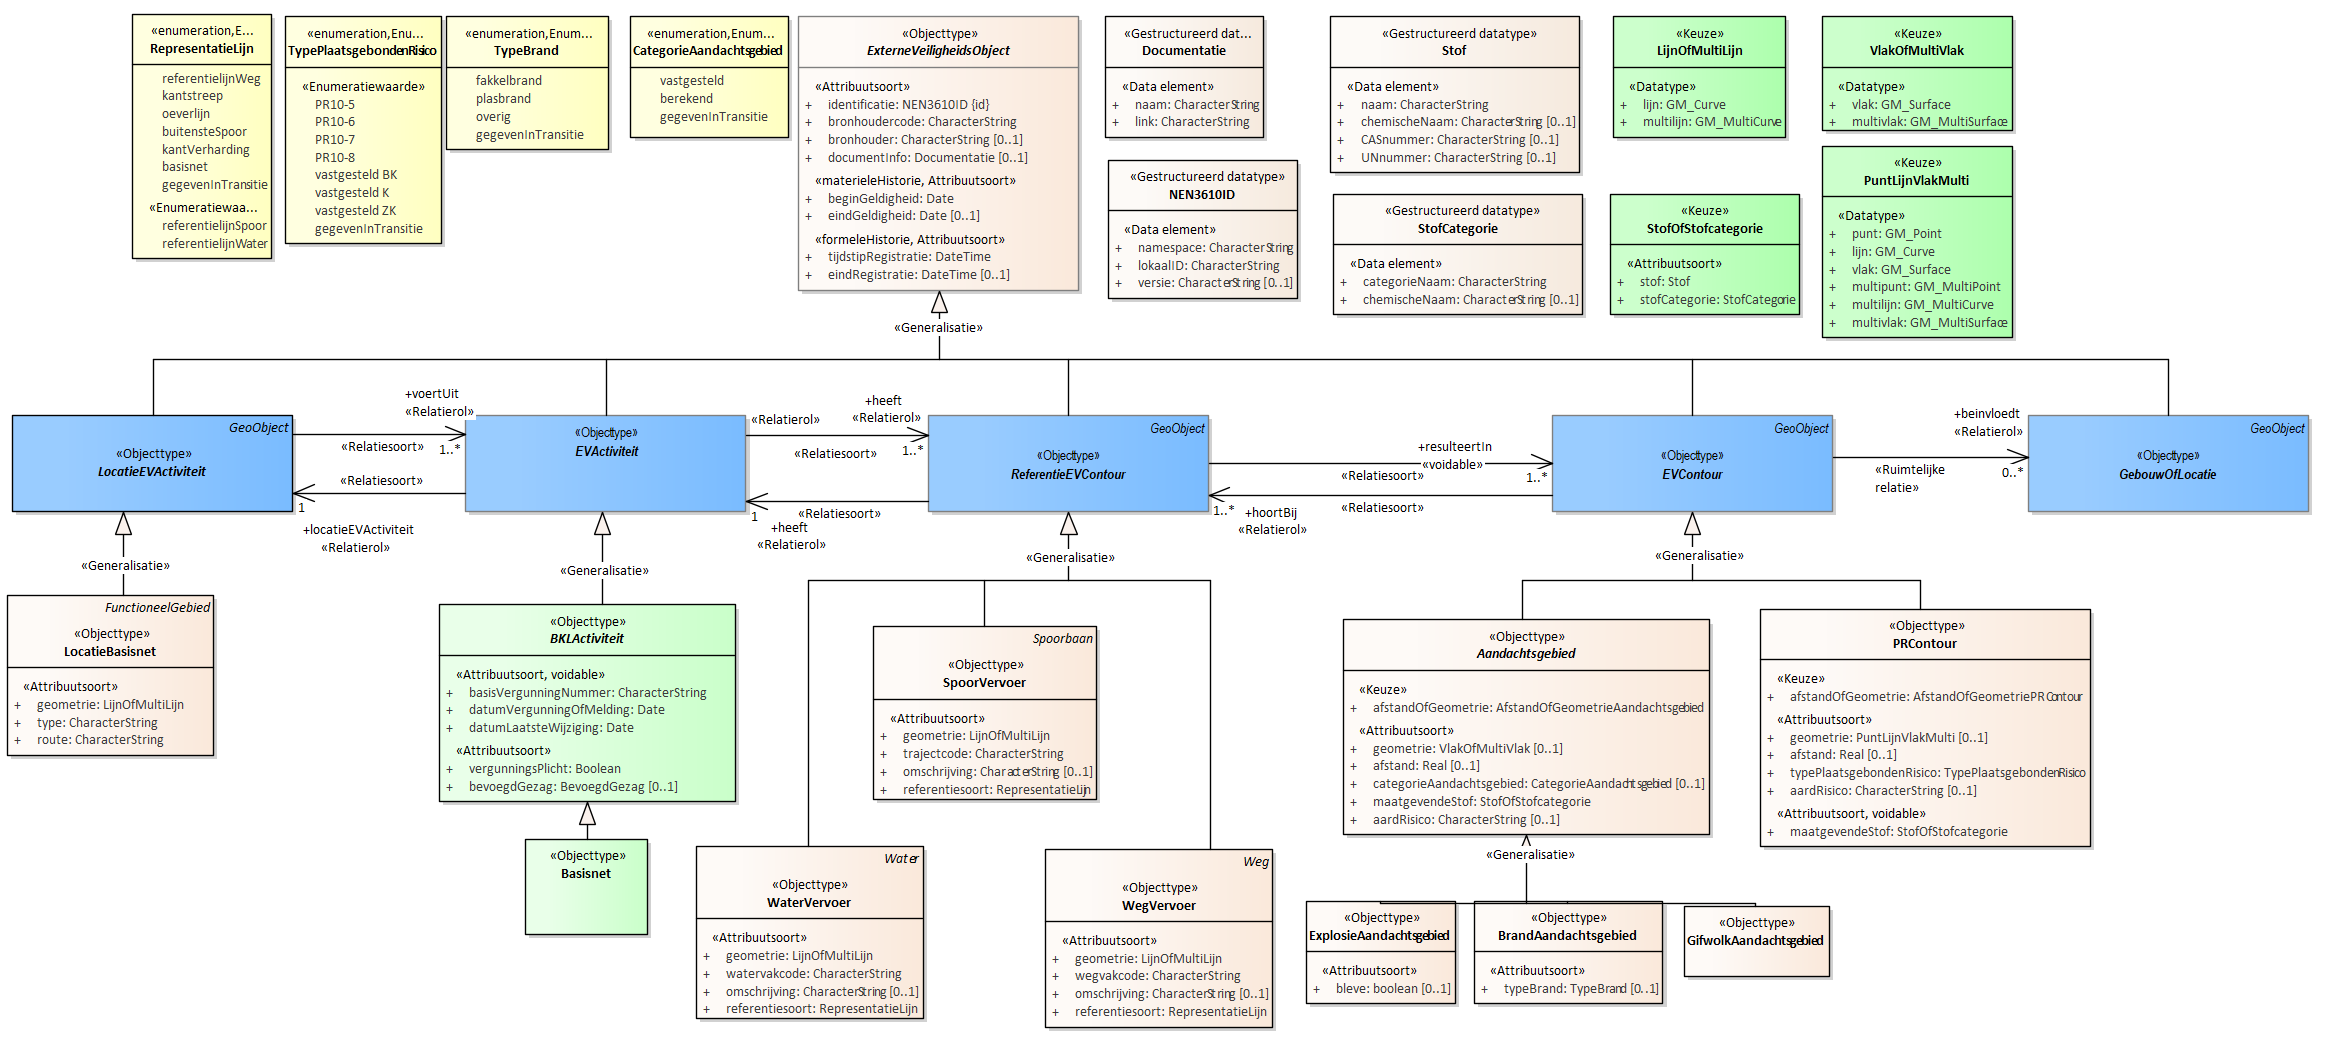 «enumeration,E...
RepresentatieLijn
referentielijnWeg
kantstreep
oeverlijn
buitensteSpoor
kantVerharding
basisnet
gegevenInTransitie
«Enumeratiewaa...
referentielijnSpoor
referentielijnWater
«enumeration,Enu...
TypePlaatsgebondenRisico
«Enumeratiewaarde»
PR10-5
PR10-6
PR10-7
PR10-8
vastgesteld BK
vastgesteld K
vastgesteld ZK
gegevenInTransitie
«enumeration,Enum...
TypeBrand
fakkelbrand
plasbrand
overig
gegevenInTransitie
«enumeration,Enum...
CategorieAandachtsgebied
vastgesteld
berekend
gegevenInTransitie
«Objecttype»
ExterneVeiligheidsObject
«Attribuutsoort»
+ identificatie: NEN3610ID {id}
+ bronhoudercode: CharacterString
+ bronhouder: CharacterString [0..1]
+ documentInfo: Documentatie [0..1]
«materieleHistorie, Attribuutsoort»
+ beginGeldigheid: Date
+ eindGeldigheid: Date [0..1]
«formeleHistorie, Attribuutsoort»
+ tijdstipRegistratie: DateTime
+ eindRegistratie: DateTime [0..1]
«Gestructureerd dat...
Documentatie
«Data element»
+ naam: CharacterString
+ link: CharacterString
«Gestructureerd datatype»
NEN3610ID
«Data element»
+ namespace: CharacterString
+ lokaalID: CharacterString
+ versie: CharacterString [0..1]
«Gestructureerd datatype»
Stof
«Data element»
+ naam: CharacterString
+ chemischeNaam: CharacterString [0..1]
+ CASnummer: CharacterString [0..1]
+ UNnummer: CharacterString [0..1]
«Gestructureerd datatype»
StofCategorie
«Data element»
+ categorieNaam: CharacterString
+ chemischeNaam: CharacterString [0..1]
«Keuze»
LijnOfMultiLijn
«Datatype»
+ lijn: GM_Curve
+ multilijn: GM_MultiCurve
«Keuze»
StofOfStofcategorie
«Attribuutsoort»
+ stof: Stof
+ stofCategorie: StofCategorie
«Keuze»
VlakOfMultiVlak
«Datatype»
+ vlak: GM_Surface
+ multivlak: GM_MultiSurface
«Keuze»
PuntLijnVlakMulti
«Datatype»
+ punt: GM_Point
+ lijn: GM_Curve
+ vlak: GM_Surface
+ multipunt: GM_MultiPoint
+ multilijn: GM_MultiCurve
+ multivlak: GM_MultiSurface
«Generalisatie»
GeoObject
«Objecttype»
LocatieEVActiviteit
+voertUit
«Relatierol»
«Relatiesoort»
1..*
«Relatiesoort»
1
+locatieEVActiviteit
«Relatierol»
«Objecttype»
EVActiviteit
«Relatierol»
+heeft
«Relatierol»
«Relatiesoort»
1..*
«Relatiesoort»
1
+heeft
«Relatierol»
GeoObject
«Objecttype»
ReferentieEVContour
+resulteertIn
«voidable»
«Relatiesoort»
1..*
1..*
+hoortBij
«Relatierol»
«Relatiesoort»
GeoObject
«Objecttype»
EVContour
+beinvloedt
«Relatierol»
«Ruimtelijke
relatie»
0..*
GeoObject
«Objecttype»
GebouwOfLocatie
«Generalisatie»
«Generalisatie»
«Generalisatie»
«Generalisatie»
FunctioneelGebied
«Objecttype»
LocatieBasisnet
«Attribuutsoort»
+ geometrie: LijnOfMultiLijn
+ type: CharacterString
+ route: CharacterString
«Objecttype»
BKLActiviteit
«Attribuutsoort, voidable»
+ basisVergunningNummer: CharacterString
+ datumVergunningOfMelding: Date
+ datumLaatsteWijziging: Date
«Attribuutsoort»
+ vergunningsPlicht: Boolean
+ bevoegdGezag: BevoegdGezag [0..1]
«Objecttype»
Basisnet
Spoorbaan
«Objecttype»
SpoorVervoer
«Attribuutsoort»
+ geometrie: LijnOfMultiLijn
+ trajectcode: CharacterString
+ omschrijving: CharacterString [0..1]
+ referentiesoort: RepresentatieLijn
Water
«Objecttype»
WaterVervoer
«Attribuutsoort»
+ geometrie: LijnOfMultiLijn
+ watervakcode: CharacterString
+ omschrijving: CharacterString [0..1]
+ referentiesoort: RepresentatieLijn
Weg
«Objecttype»
WegVervoer
«Attribuutsoort»
+ geometrie: LijnOfMultiLijn
+ wegvakcode: CharacterString
+ omschrijving: CharacterString [0..1]
+ referentiesoort: RepresentatieLijn
«Objecttype»
Aandachtsgebied
«Keuze»
+ afstandOfGeometrie: AfstandOfGeometrieAandachtsgebied
«Attribuutsoort»
+ geometrie: VlakOfMultiVlak [0..1]
+ afstand: Real [0..1]
+ categorieAandachtsgebied: CategorieAandachtsgebied [0..1]
+ maatgevendeStof: StofOfStofcategorie
+ aardRisico: CharacterString [0..1]
«Objecttype»
PRContour
«Keuze»
+ afstandOfGeometrie: AfstandOfGeometriePRContour
«Attribuutsoort»
+ geometrie: PuntLijnVlakMulti [0..1]
+ afstand: Real [0..1]
+ typePlaatsgebondenRisico: TypePlaatsgebondenRisico
+ aardRisico: CharacterString [0..1]
«Attribuutsoort, voidable»
+ maatgevendeStof: StofOfStofcategorie
«Generalisatie»
«Objecttype»
ExplosieAandachtsgebied
«Attribuutsoort»
+ bleve: boolean [0..1]
«Objecttype»
BrandAandachtsgebied
«Attribuutsoort»
+ typeBrand: TypeBrand [0..1]
«Objecttype»
GifwolkAandachtsgebied